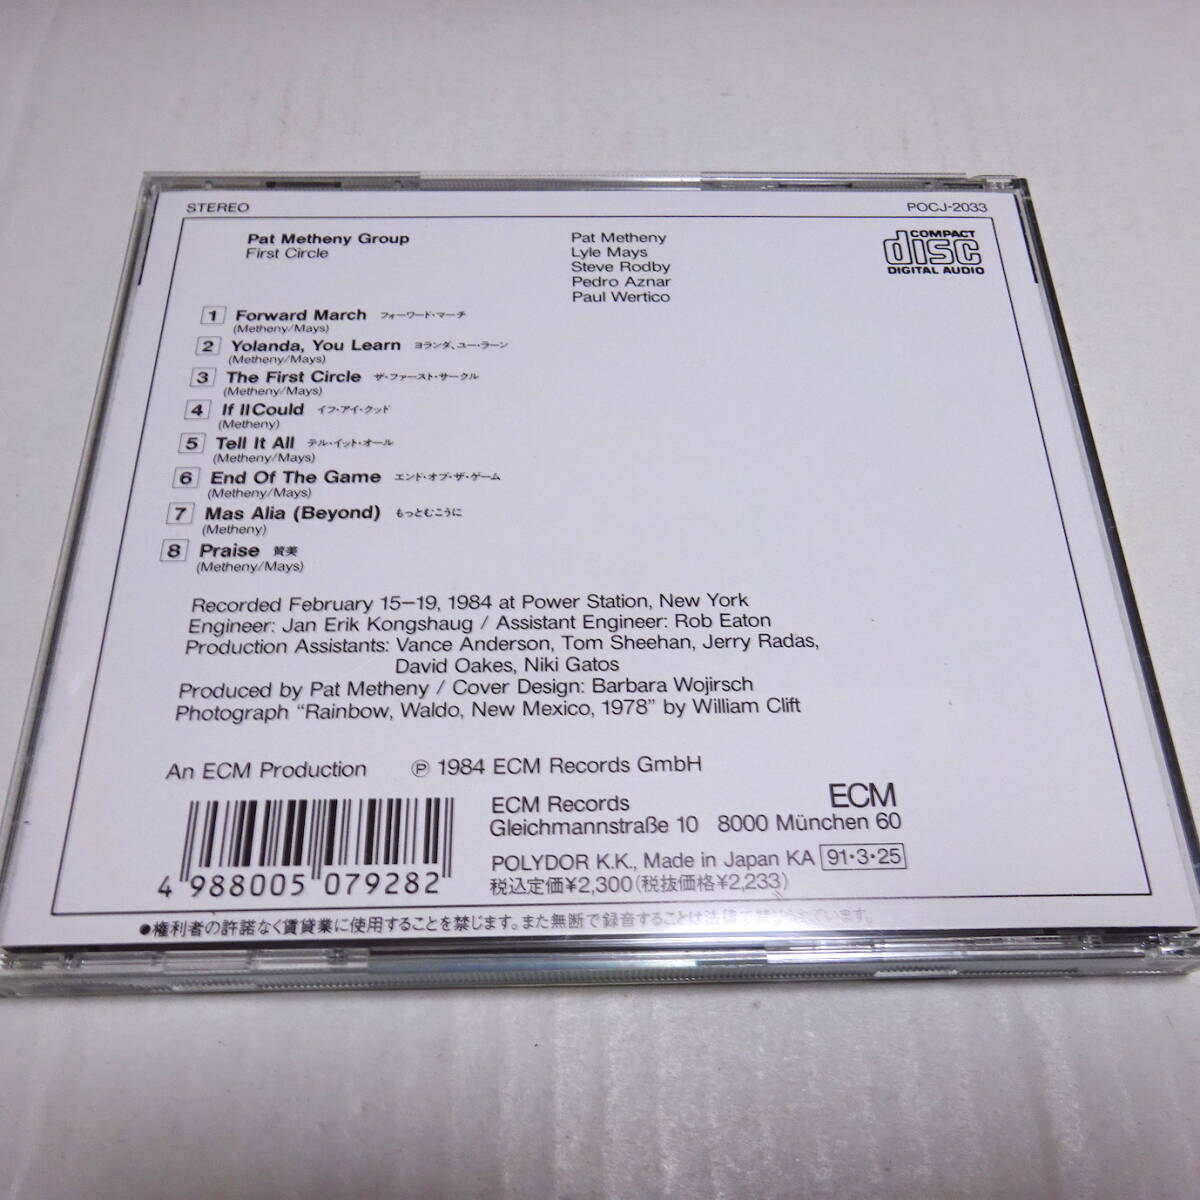 STEREO
POCJ-2033
Pat Metheny Group
First Circle
Pat Metheny
Lyle Mays
Steve Rodby
Pedro Aznar
Paul Wertico
COMPACT
disc
DIGITAL AUDIO
1 Forward March フォーワード・マーチ
(Metheny/Mays)
2 Yolanda, You Learn ヨランダ、ユー・ラーン
(Metheny/Mays)
3 The First Circle ザ・ファースト・サークル
(Metheny/Mays)
4 If IICould イフ・アイ・クッド
(Metheny)
5 Tell It All テル・イット・オール
(Metheny/Mays)
6 End Of The Game エンド・オブ・ザ・ゲーム
(Metheny/Mays)
7 Mas Alia (Beyond) もっとむこうに
(Metheny)
8 Praise 賛美
(Metheny/Mays)
Recorded February 15–19, 1984 at Power Station, New York
Engineer: Jan Erik Kongshaug / Assistant Engineer: Rob Eaton
Production Assistants: Vance Anderson, Tom Sheehan, Jerry Radas,
David Oakes, Niki Gatos
Produced by Pat Metheny / Cover Design: Barbara Wojirsch
Photograph “Rainbow, Waldo, New Mexico, 1978” by William Clift
An ECM Production ℗ 1984 ECM Records GmbH
ECM Records
ECM
Gleichmannstraße 10 8000 München 60
POLYDOR K.K., Made in Japan KA 91・3・25
税込定価¥2,300(税抜価格¥2,233)
4 988005 079282
●権利者の許諾なく賃貸業に使用することを禁じます。また無断で録音することは法律で禁じられています。